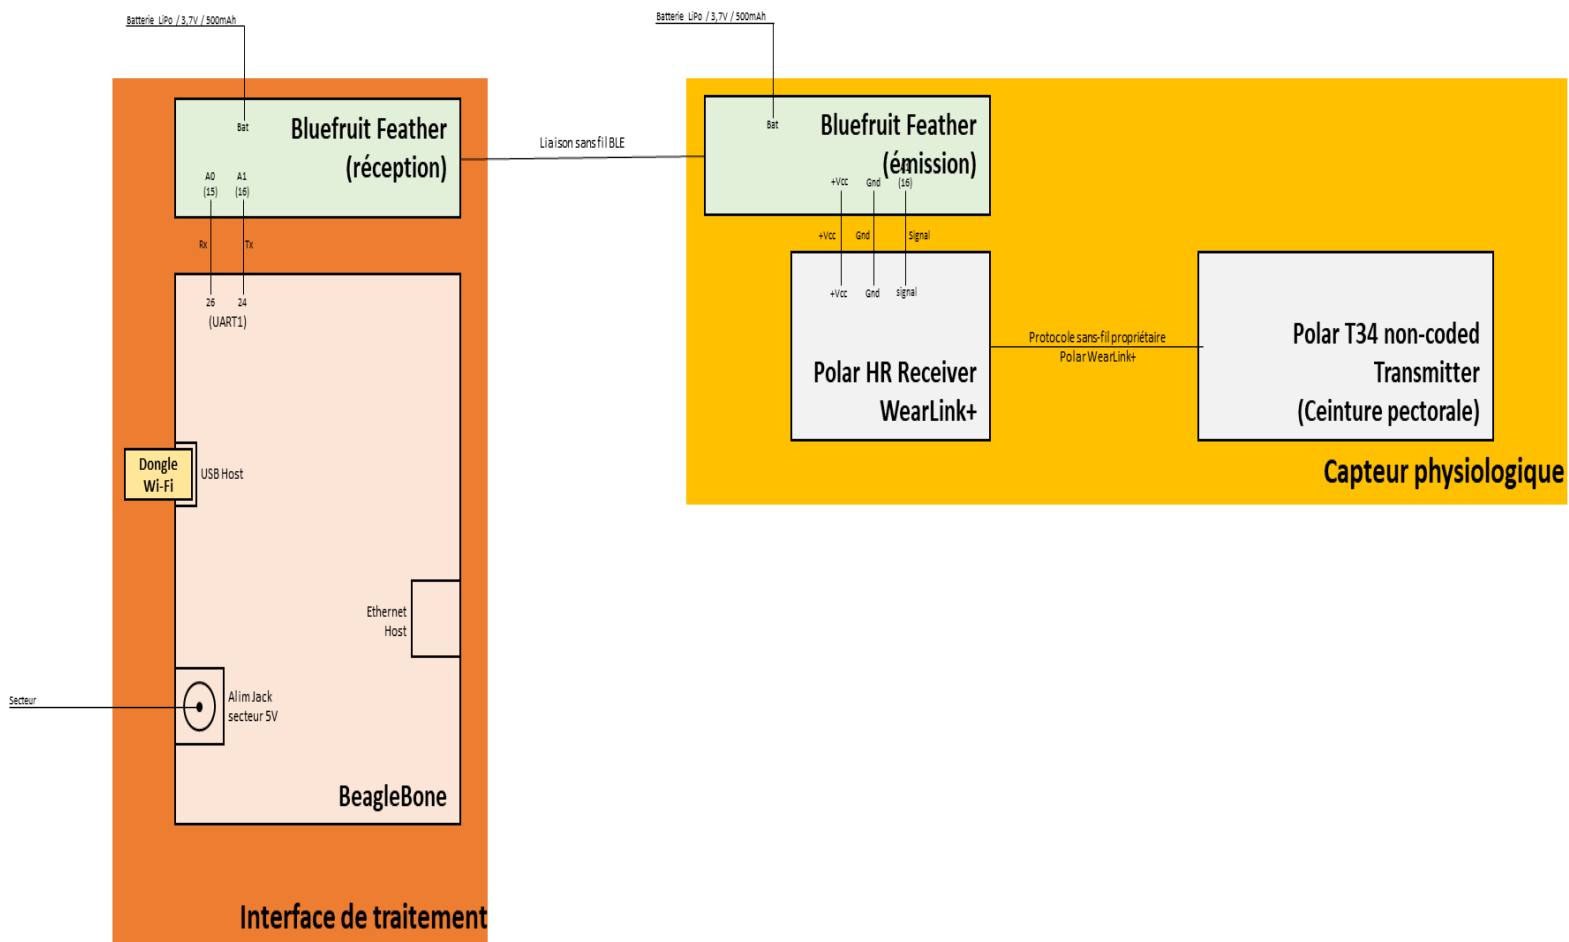 Batterie LiPo / 3,7V / 500mAh
Bat
Bluefruit Feather
(réception)
A0
(15)
A1
(16)
Rx
Tx
26
24
(UART1)
Dongle
Wi-Fi
USB Host
Ethernet
Host
Secteur
Alim Jack
secteur 5V
BeagleBone
Interface de traitement
Liaison sans fil BLE
Batterie LiPo / 3,7V / 500mAh
Bat
Bluefruit Feather
(émission)
+Vcc
Gnd
(16)
+Vcc
Gnd
Signal
+Vcc
Gnd
signal
Polar HR Receiver
WearLink+
Protocole sans-fil propriétaire
Polar WearLink+
Polar T34 non-coded
Transmitter
(Ceinture pectorale)
Capteur physiologique